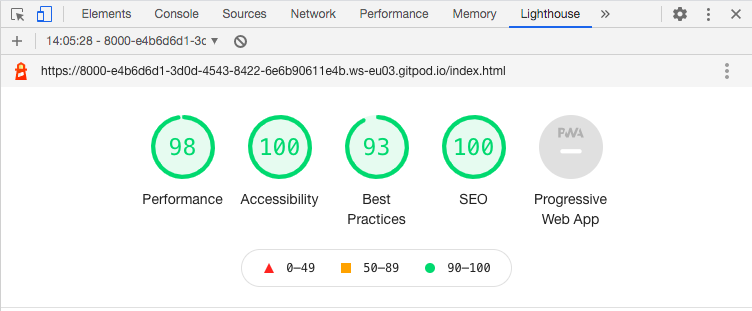 Elements Console Sources Network Performance Memory Lighthouse »
14:05:28 - 8000-e4b6d6d1-3c
https://8000-e4b6d6d1-3d0d-4543-8422-6e6b90611e4b.ws-eu03.gitpod.io/index.html
98 100 93 100 PWA
Performance Accessibility Best Practices SEO Progressive Web App
0–49 50–89 90–100